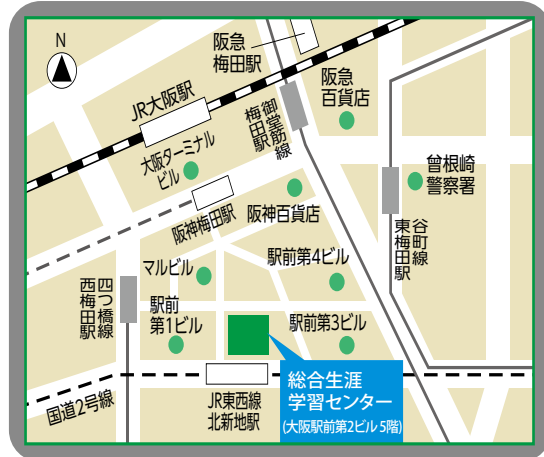 N
阪急
梅田駅
JR大阪駅
阪急
百貨店
御堂筋線
梅田駅
大阪ターミナル
ビル
曾根崎
警察署
阪神梅田駅
阪神百貨店
谷町線
東梅田駅
マルビル
駅前第4ビル
四つ橋線
西梅田駅
駅前
第1ビル
駅前第3ビル
総合生涯
学習センター
(大阪駅前第2ビル 5階)
国道2号線
JR東西線
北新地駅